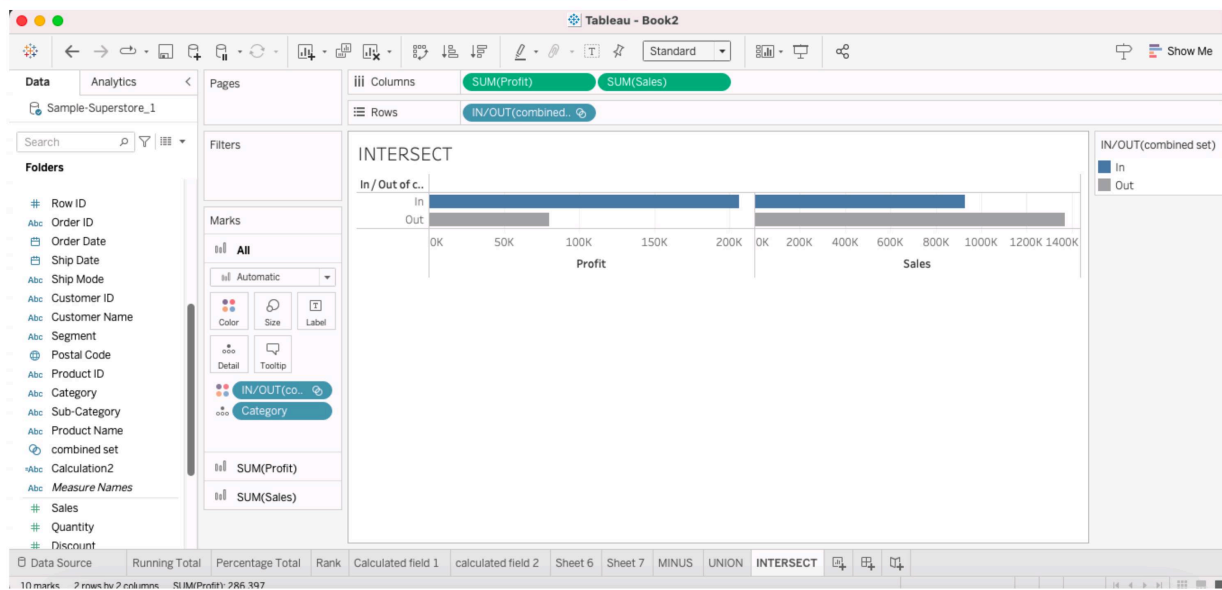 Tableau - Book2
Standard
Show Me
Data
Analytics
Pages
Columns
SUM(Profit)
SUM(Sales)
Sample-Superstore_1
Rows
IN/OUT(combined..
Search
Folders
Row ID
Abc Order ID
Order Date
Ship Date
Abc Ship Mode
Abc Customer ID
Abc Customer Name
Abc Segment
Postal Code
Abc Product ID
Abc Category
Abc Sub-Category
Abc Product Name
combined set
=Abc Calculation2
Abc Measure Names
Sales
Quantity
Discount
Filters
Marks
All
Automatic
Color
Size
Label
Detail
Tooltip
IN/OUT(co..
Category
SUM(Profit)
SUM(Sales)
INTERSECT
In / Out of c..
In
Out
0K 50K 100K 150K 200K
0K 200K 400K 600K 800K 1000K 1200K 1400K
Profit
Sales
IN/OUT(combined set)
In
Out
Data Source
Running Total
Percentage Total
Rank
Calculated field 1
calculated field 2
Sheet 6
Sheet 7
MINUS
UNION
INTERSECT
10 marks 2 rows by 2 columns SUM(Profit): 286,397